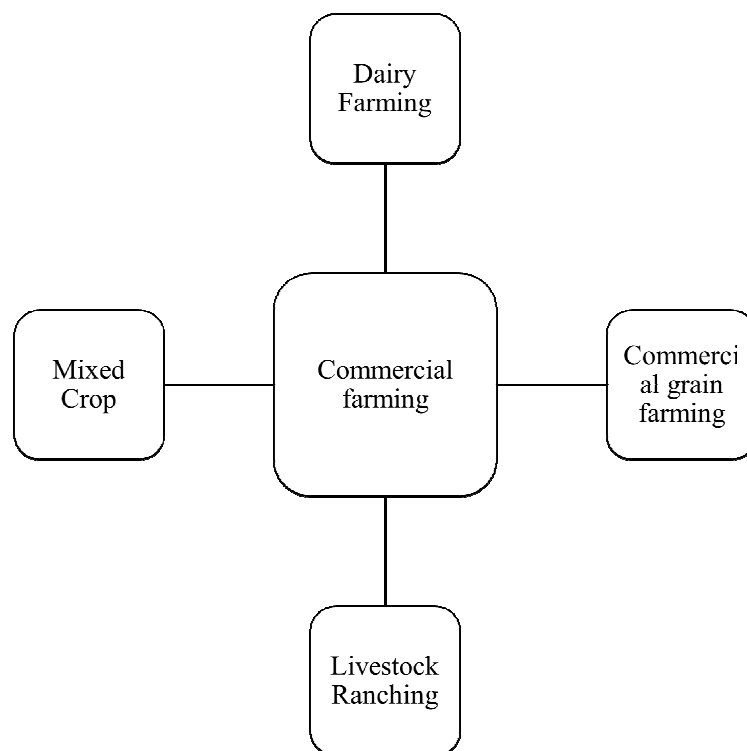 Dairy
Farming
Mixed
Crop
Commercial
farming
Commerci
al grain
farming
Livestock
Ranching